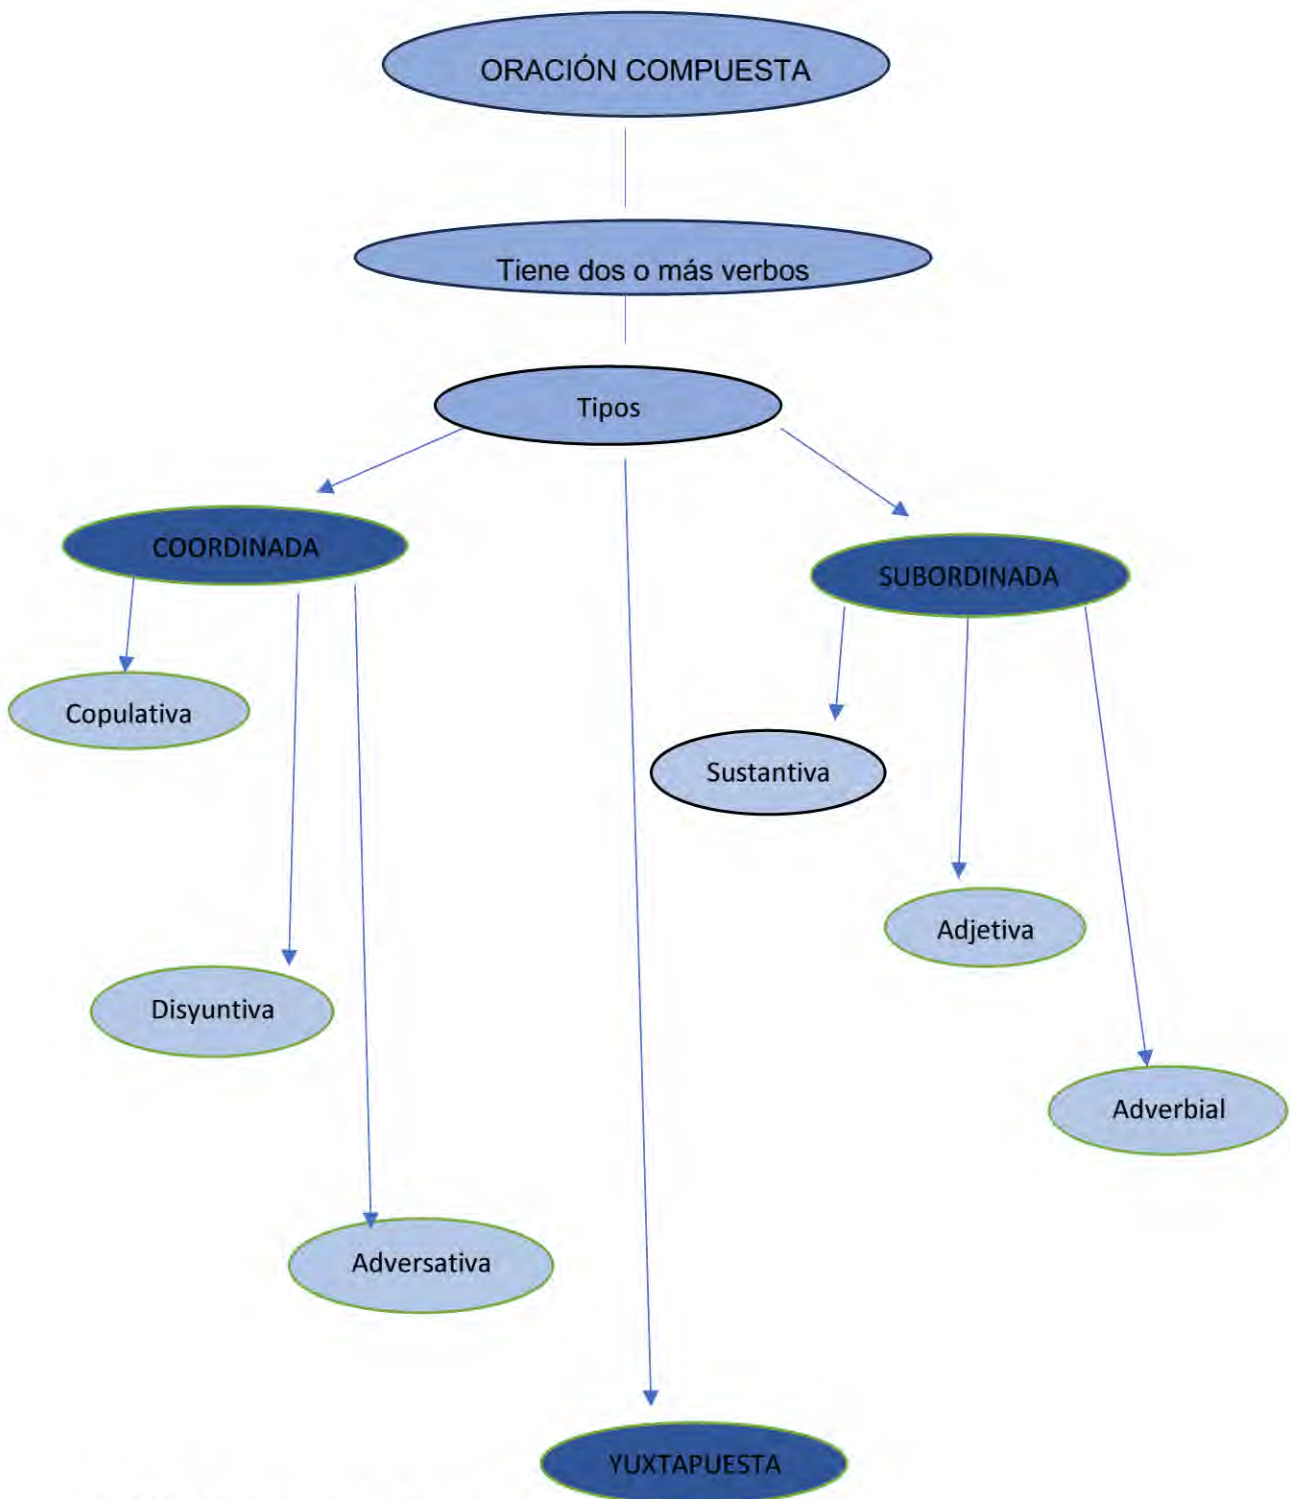 ORACIÓN COMPUESTA
Tiene dos o más verbos
Tipos
COORDINADA
SUBORDINADA
Copulativa
Sustantiva
Adjetiva
Disyuntiva
Adverbial
Adversativa
YUXTAPUESTA